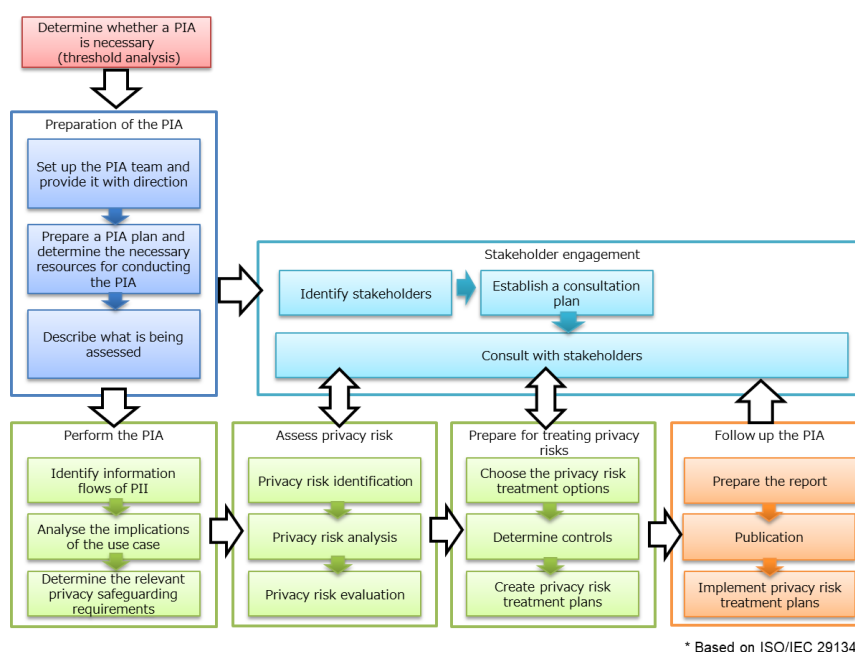 Determine whether a PIA
is necessary
(threshold analysis)
Preparation of the PIA
Set up the PIA team and
provide it with direction
Prepare a PIA plan and
determine the necessary
resources for conducting
the PIA
Describe what is being
assessed
Stakeholder engagement
Identify stakeholders
Establish a consultation
plan
Consult with stakeholders
Perform the PIA
Identify information
flows of PII
Analyse the implications
of the use case
Determine the relevant
privacy safeguarding
requirements
Assess privacy risk
Privacy risk identification
Privacy risk analysis
Privacy risk evaluation
Prepare for treating privacy
risks
Choose the privacy risk
treatment options
Determine controls
Create privacy risk
treatment plans
Follow up the PIA
Prepare the report
Publication
Implement privacy risk
treatment plans
* Based on ISO/IEC 29134